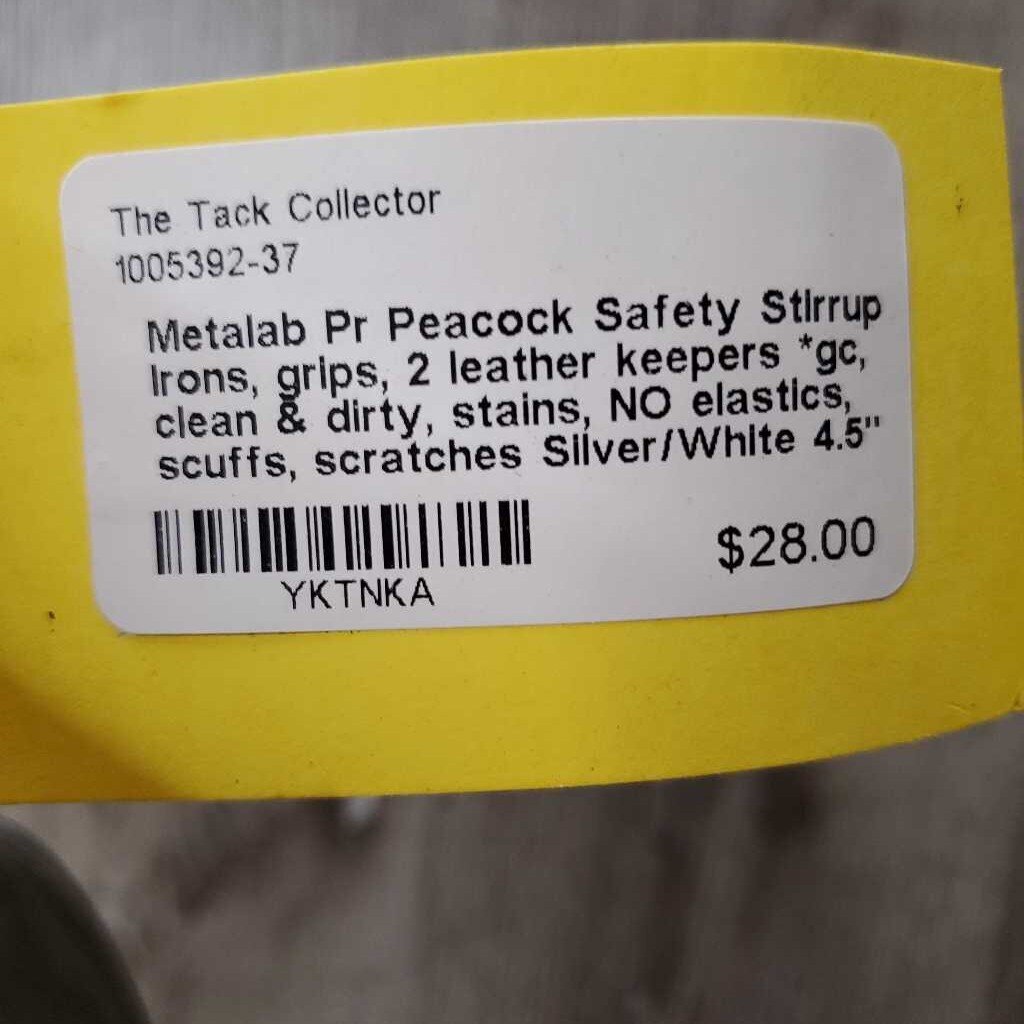 The Tack Collector
1005392-37
Metalab Pr Peacock Safety Stirrup
Irons, grips, 2 leather keepers *gc,
clean & dirty, stains, NO elastics,
scuffs, scratches Silver/White 4.5"
YKTNKA
$28.00